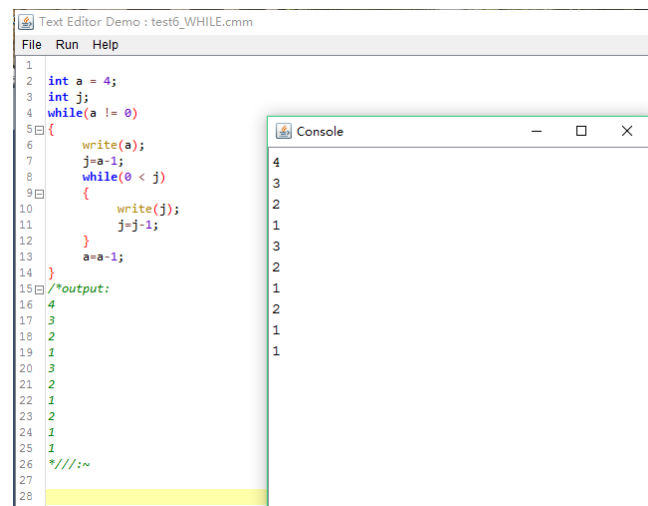 Text Editor Demo : test6_WHILE.cmm
File Run Help
1
2 int a = 4;
3 int j;
4 while(a != 0)
5 {
6 write(a);
7 j=a-1;
8 while(0 < j)
9 {
10 write(j);
11 j=j-1;
12 }
13 a=a-1;
14 }
15 /*output:
16 4
17 3
18 2
19 1
20 3
21 2
22 1
23 2
24 1
25 1
26 *///:~
27
28
Console
4
3
2
1
3
2
1
2
1
1